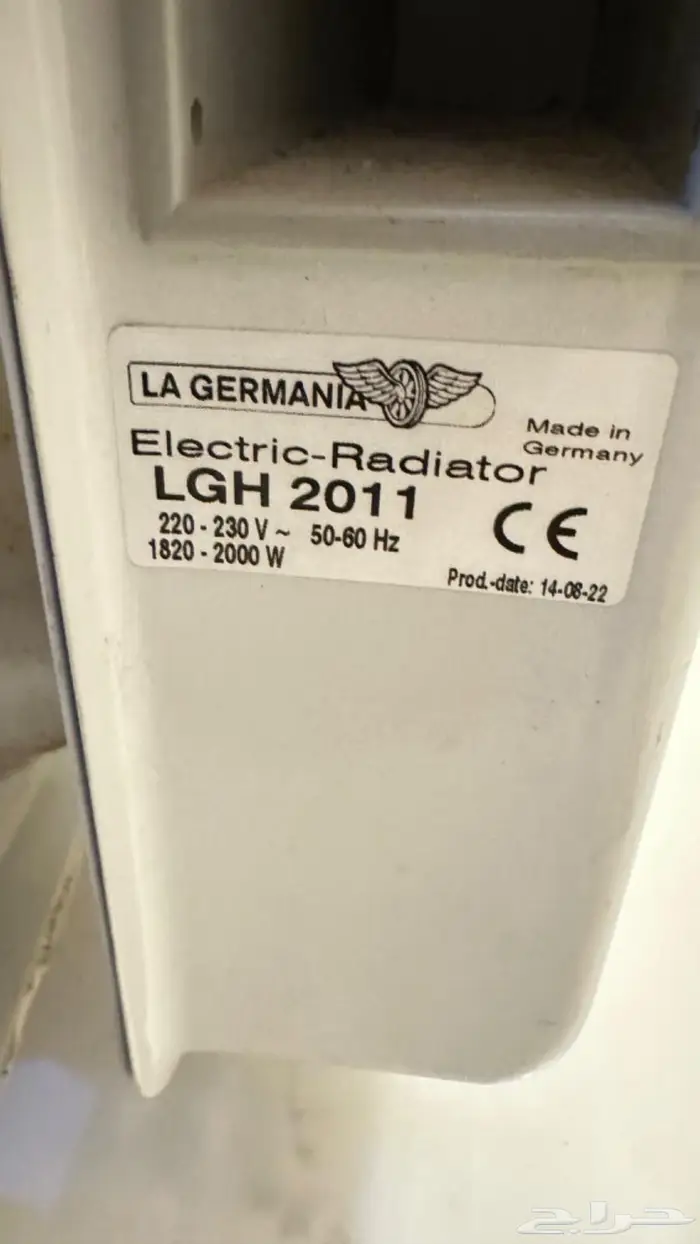 LA GERMANIA
Made in
Germany
Electric-Radiator
LGH 2011
220 - 230 V ~ 50-60 Hz
1820 - 2000 W
CE
Prod.-date: 14-08-22
حراج